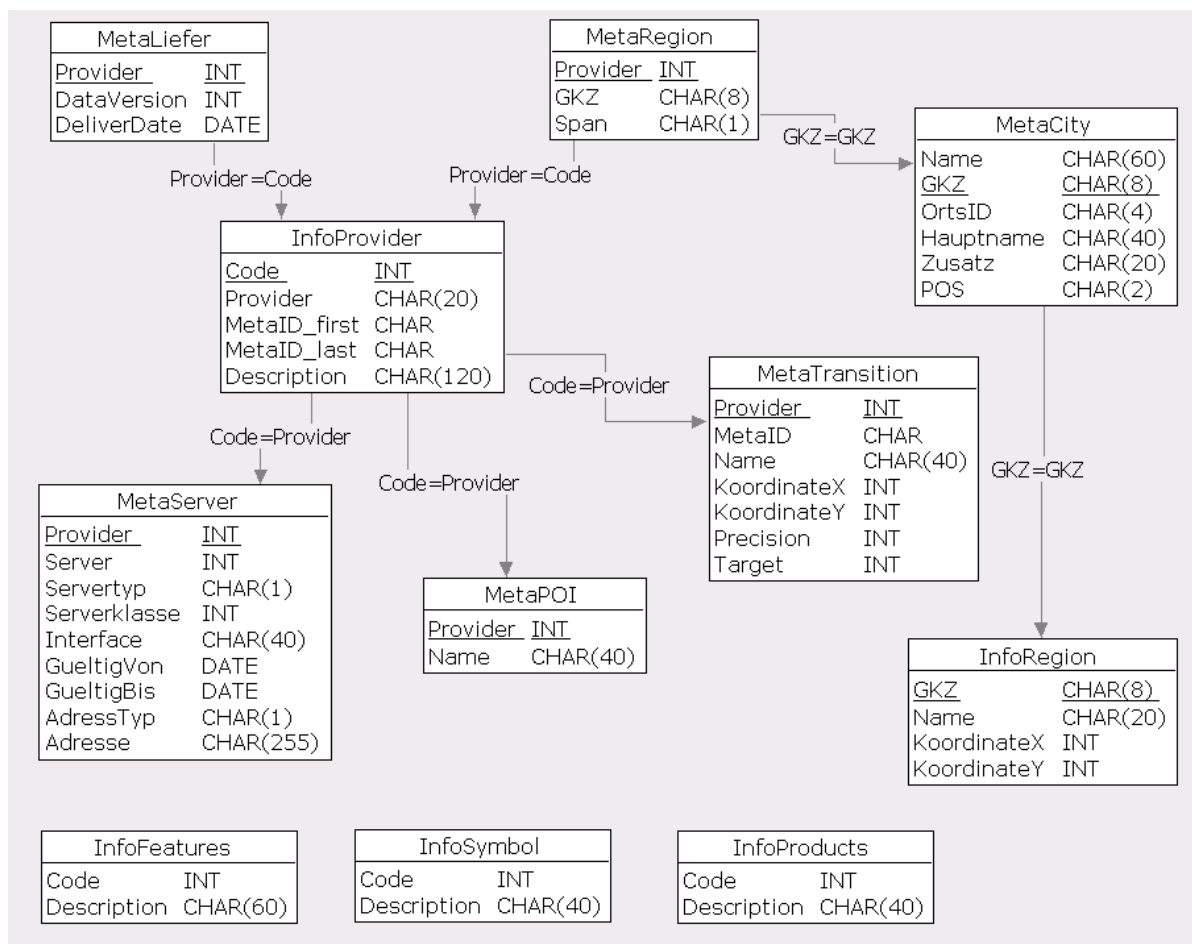 MetaLiefer
Provider INT
DataVersion INT
DeliverDate DATE
MetaRegion
Provider INT
GKZ CHAR(8)
Span CHAR(1)
GKZ=GKZ
MetaCity
Name CHAR(60)
GKZ CHAR(8)
OrtsID CHAR(4)
Hauptname CHAR(40)
Zusatz CHAR(20)
POS CHAR(2)
Provider=Code
Provider=Code
InfoProvider
Code INT
Provider CHAR(20)
MetaID_first CHAR
MetaID_last CHAR
Description CHAR(120)
Code=Provider
MetaTransition
Provider INT
MetaID CHAR
Name CHAR(40)
KoordinateX INT
KoordinateY INT
Precision INT
Target INT
GKZ=GKZ
Code=Provider
Code=Provider
MetaServer
Provider INT
Server INT
Servertyp CHAR(1)
Serverklasse INT
Interface CHAR(40)
GueltigVon DATE
GueltigBis DATE
AdressTyp CHAR(1)
Adresse CHAR(255)
MetaPOI
Provider INT
Name CHAR(40)
InfoRegion
GKZ CHAR(8)
Name CHAR(20)
KoordinateX INT
KoordinateY INT
InfoFeatures
Code INT
Description CHAR(60)
InfoSymbol
Code INT
Description CHAR(40)
InfoProducts
Code INT
Description CHAR(40)